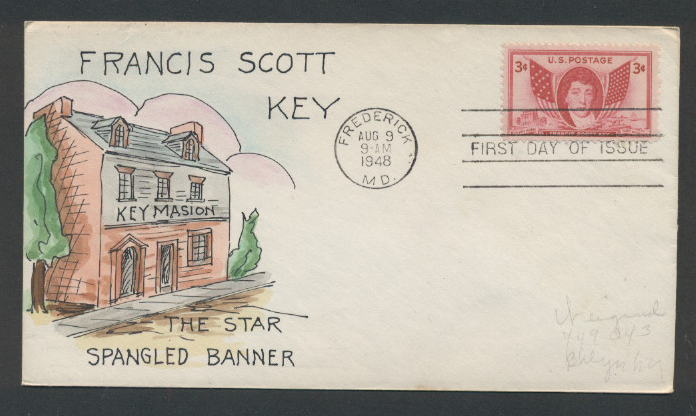 FRANCIS SCOTT
KEY
KEY MASION
THE STAR
SPANGLED BANNER
FREDERICK
AUG 9
9-AM
1948
MD.
U.S. POSTAGE
3¢ 3¢
FIRST DAY OF ISSUE